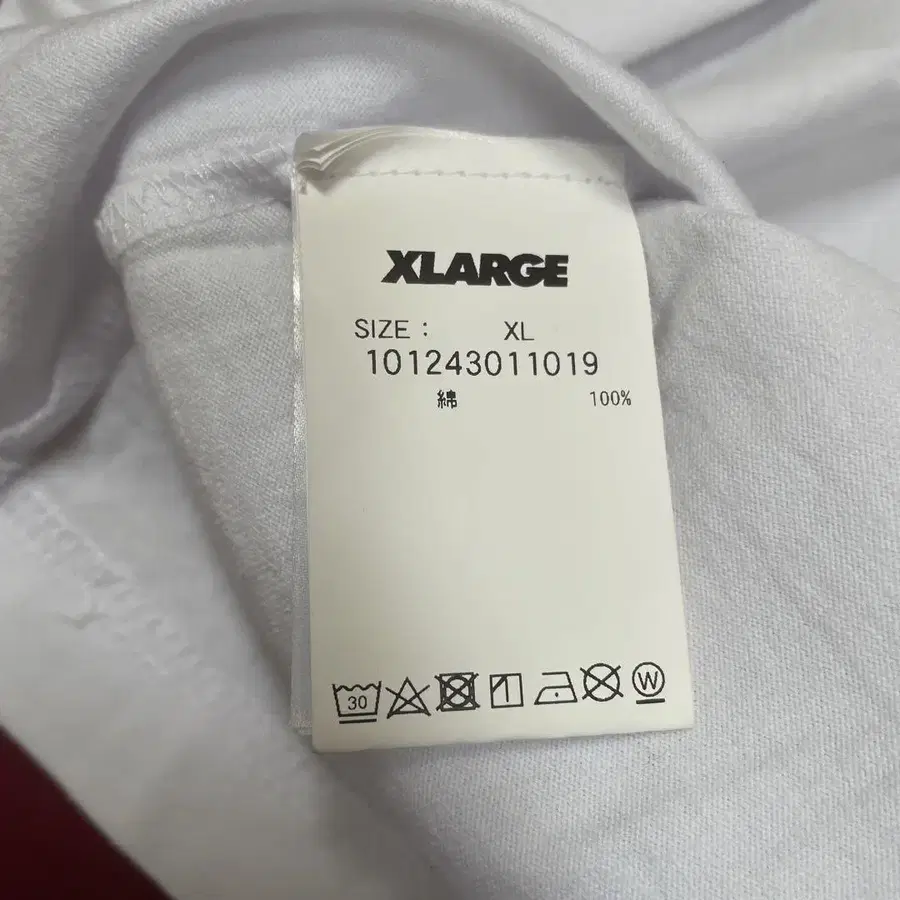 XLARGE
SIZE : XL
101243011019
綿 100%
30 W